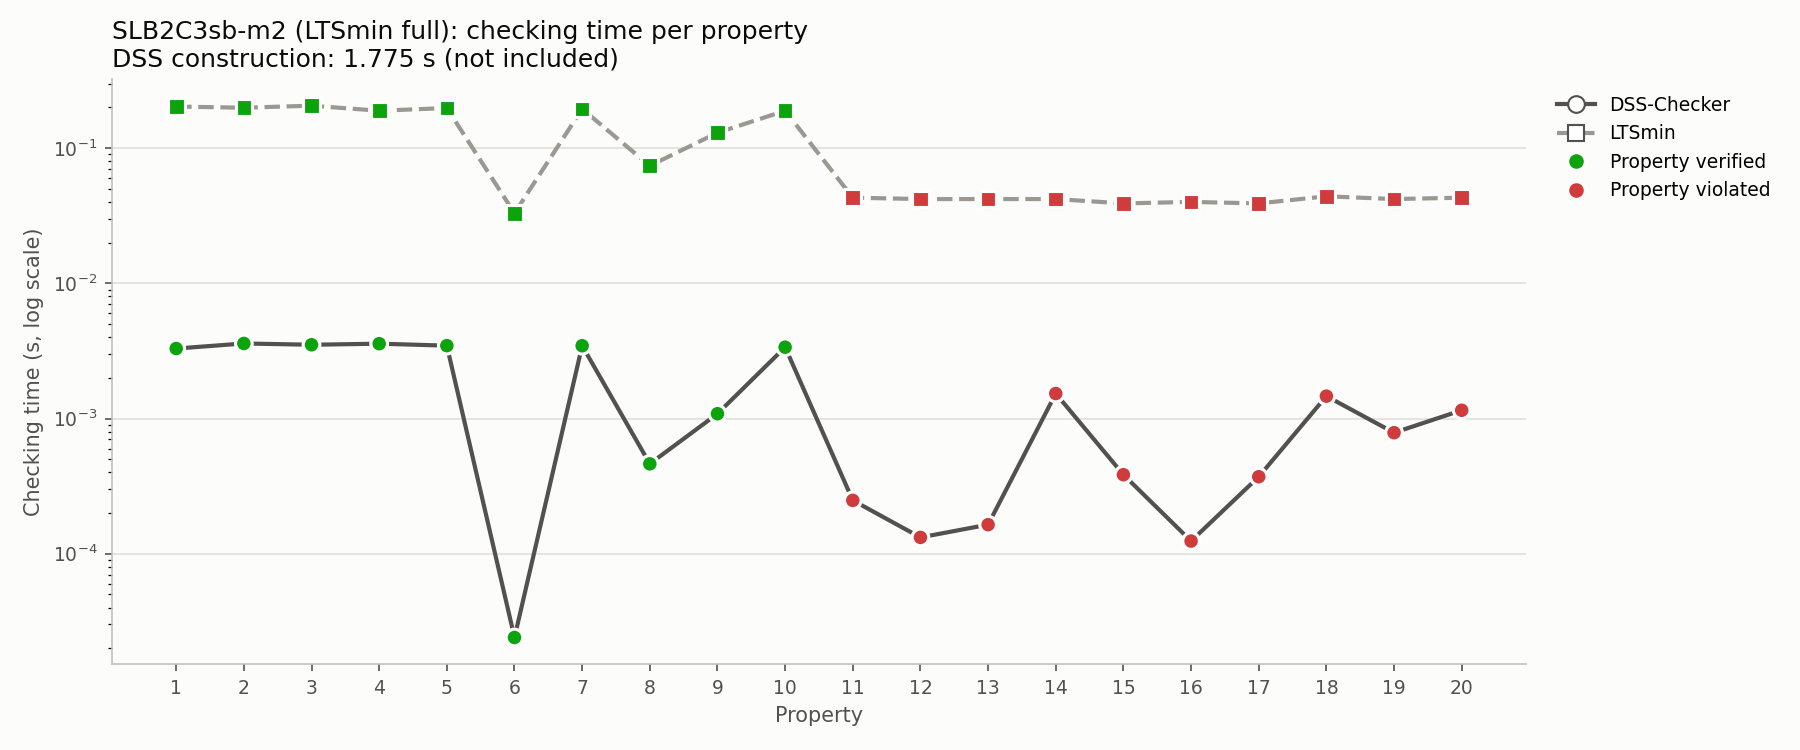 SLB2C3sb-m2 (LTSmin full): checking time per property
DSS construction: 1.775 s (not included)
Checking time (s, log scale)
10⁻¹
10⁻²
10⁻³
10⁻⁴
1 2 3 4 5 6 7 8 9 10 11 12 13 14 15 16 17 18 19 20
Property
DSS-Checker
LTSmin
Property verified
Property violated